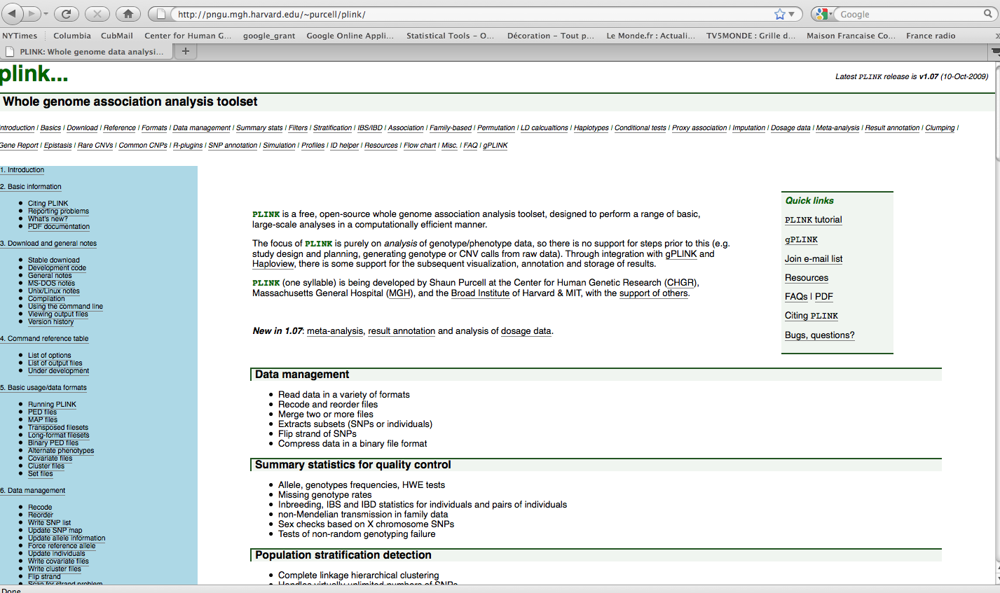 http://pngu.mgh.harvard.edu/~purcell/plink/
Google
NYTimes
Columbia
CubMail
Center for Human G...
google_grant
Google Online Appli...
Statistical Tools – O...
Décoration – Tout p...
Le Monde.fr : Actuali...
TV5MONDE : Grille d...
Maison Francaise Co...
France radio
PLINK: Whole genome data analysi...
plink...
Latest PLINK release is v1.07 (10-Oct-2009)
Whole genome association analysis toolset
ntroduction | Basics | Download | Reference | Formats | Data management | Summary stats | Filters | Stratification | IBS/IBD | Association | Family-based | Permutation | LD calcualtions | Haplotypes | Conditional tests | Proxy association | Imputation | Dosage data | Meta-analysis | Result annotation | Clumping |
Gene Report | Epistasis | Rare CNVs | Common CNPs | R-plugins | SNP annotation | Simulation | Profiles | ID helper | Resources | Flow chart | Misc. | FAQ | gPLINK
1. Introduction
2. Basic information
Citing PLINK
Reporting problems
What's new?
PDF documentation
3. Download and general notes
Stable download
Development code
General notes
MS-DOS notes
Unix/Linux notes
Compilation
Using the command line
Viewing output files
Version history
4. Command reference table
List of options
List of output files
Under development
5. Basic usage/data formats
Running PLINK
PED files
MAP files
Transposed filesets
Long-format filesets
Binary PED files
Alternate phenotypes
Covariate files
Cluster files
Set files
6. Data management
Recode
Reorder
Write SNP list
Update SNP map
Update allele information
Force reference allele
Update individuals
Write covariate files
Write cluster files
Flip strand
Scan for strand problem
PLINK is a free, open-source whole genome association analysis toolset, designed to perform a range of basic,
large-scale analyses in a computationally efficient manner.
The focus of PLINK is purely on analysis of genotype/phenotype data, so there is no support for steps prior to this (e.g.
study design and planning, generating genotype or CNV calls from raw data). Through integration with gPLINK and
Haploview, there is some support for the subsequent visualization, annotation and storage of results.
PLINK (one syllable) is being developed by Shaun Purcell at the Center for Human Genetic Research (CHGR),
Massachusetts General Hospital (MGH), and the Broad Institute of Harvard & MIT, with the support of others.
New in 1.07: meta-analysis, result annotation and analysis of dosage data.
Quick links
PLINK tutorial
gPLINK
Join e-mail list
Resources
FAQs | PDF
Citing PLINK
Bugs, questions?
Data management
Read data in a variety of formats
Recode and reorder files
Merge two or more files
Extracts subsets (SNPs or individuals)
Flip strand of SNPs
Compress data in a binary file format
Summary statistics for quality control
Allele, genotypes frequencies, HWE tests
Missing genotype rates
Inbreeding, IBS and IBD statistics for individuals and pairs of individuals
non-Mendelian transmission in family data
Sex checks based on X chromosome SNPs
Tests of non-random genotyping failure
Population stratification detection
Complete linkage hierarchical clustering
Handles virtually unlimited numbers of SNPs
Done